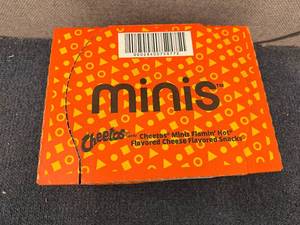 minis™
Cheetos Cheetos® Minis Flamin' Hot®
Flavored Cheese Flavored Snacks